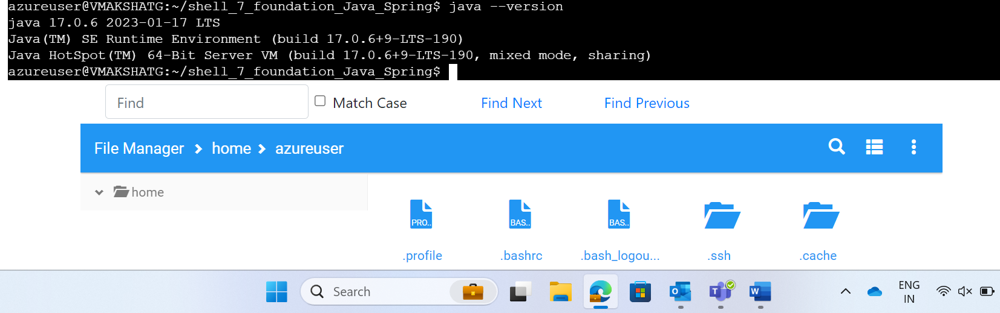 azureuser@VMAKSHATG:~/shell_7_foundation_Java_Spring$ java --version
java 17.0.6 2023-01-17 LTS
Java(TM) SE Runtime Environment (build 17.0.6+9-LTS-190)
Java HotSpot(TM) 64-Bit Server VM (build 17.0.6+9-LTS-190, mixed mode, sharing)
azureuser@VMAKSHATG:~/shell_7_foundation_Java_Spring$
Find Match Case Find Next Find Previous
File Manager home azureuser
home
PRO.. BAS.. BAS..
.profile .bashrc .bash_logou... .ssh .cache
Search O T W ENG
IN